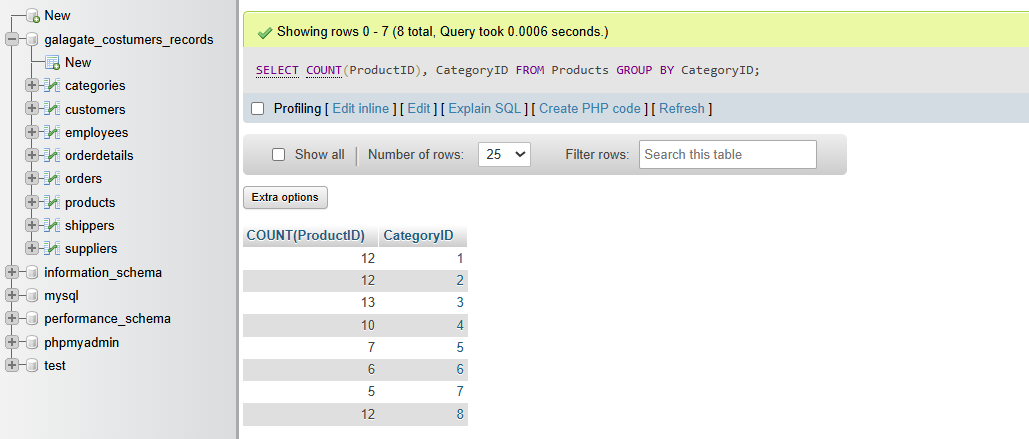 New
galagate_costumers_records
New
categories
customers
employees
orderdetails
orders
products
shippers
suppliers
information_schema
mysql
performance_schema
phpmyadmin
test
Showing rows 0 - 7 (8 total, Query took 0.0006 seconds.)
SELECT COUNT(ProductID), CategoryID FROM Products GROUP BY CategoryID;
Profiling [ Edit inline ] [ Edit ] [ Explain SQL ] [ Create PHP code ] [ Refresh ]
Show all Number of rows: 25 Filter rows: Search this table
Extra options
COUNT(ProductID) CategoryID
12 1
12 2
13 3
10 4
7 5
6 6
5 7
12 8